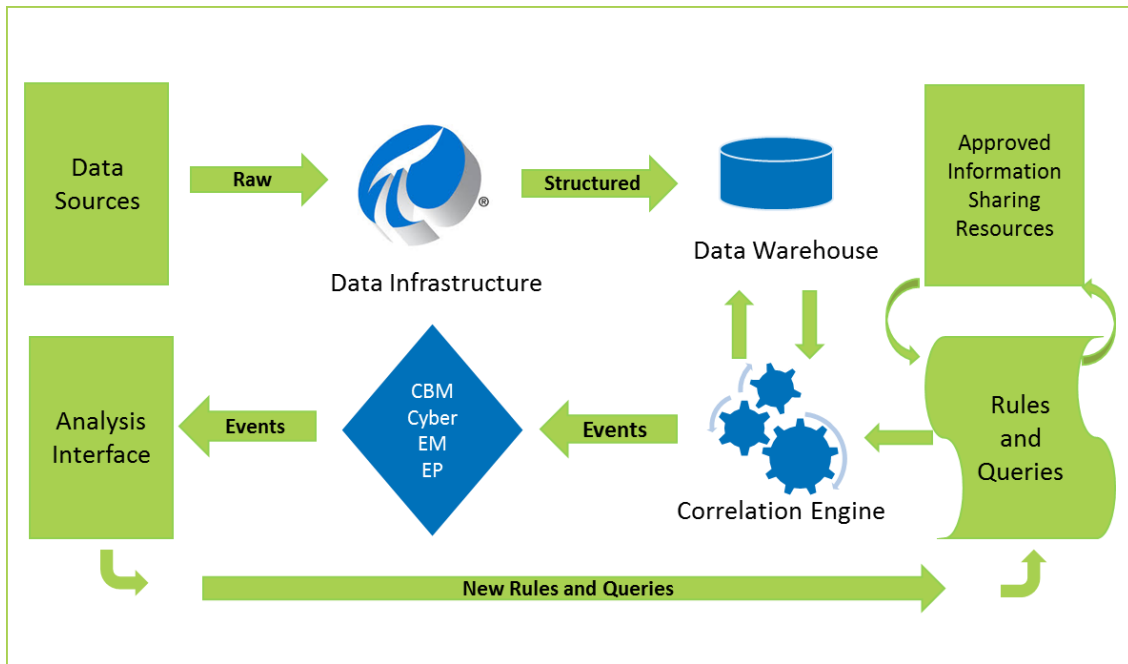 Data
Sources
Raw
®
Data Infrastructure
Structured
Data Warehouse
Approved
Information
Sharing
Resources
Analysis
Interface
Events
CBM
Cyber
EM
EP
Events
Correlation Engine
Rules
and
Queries
New Rules and Queries